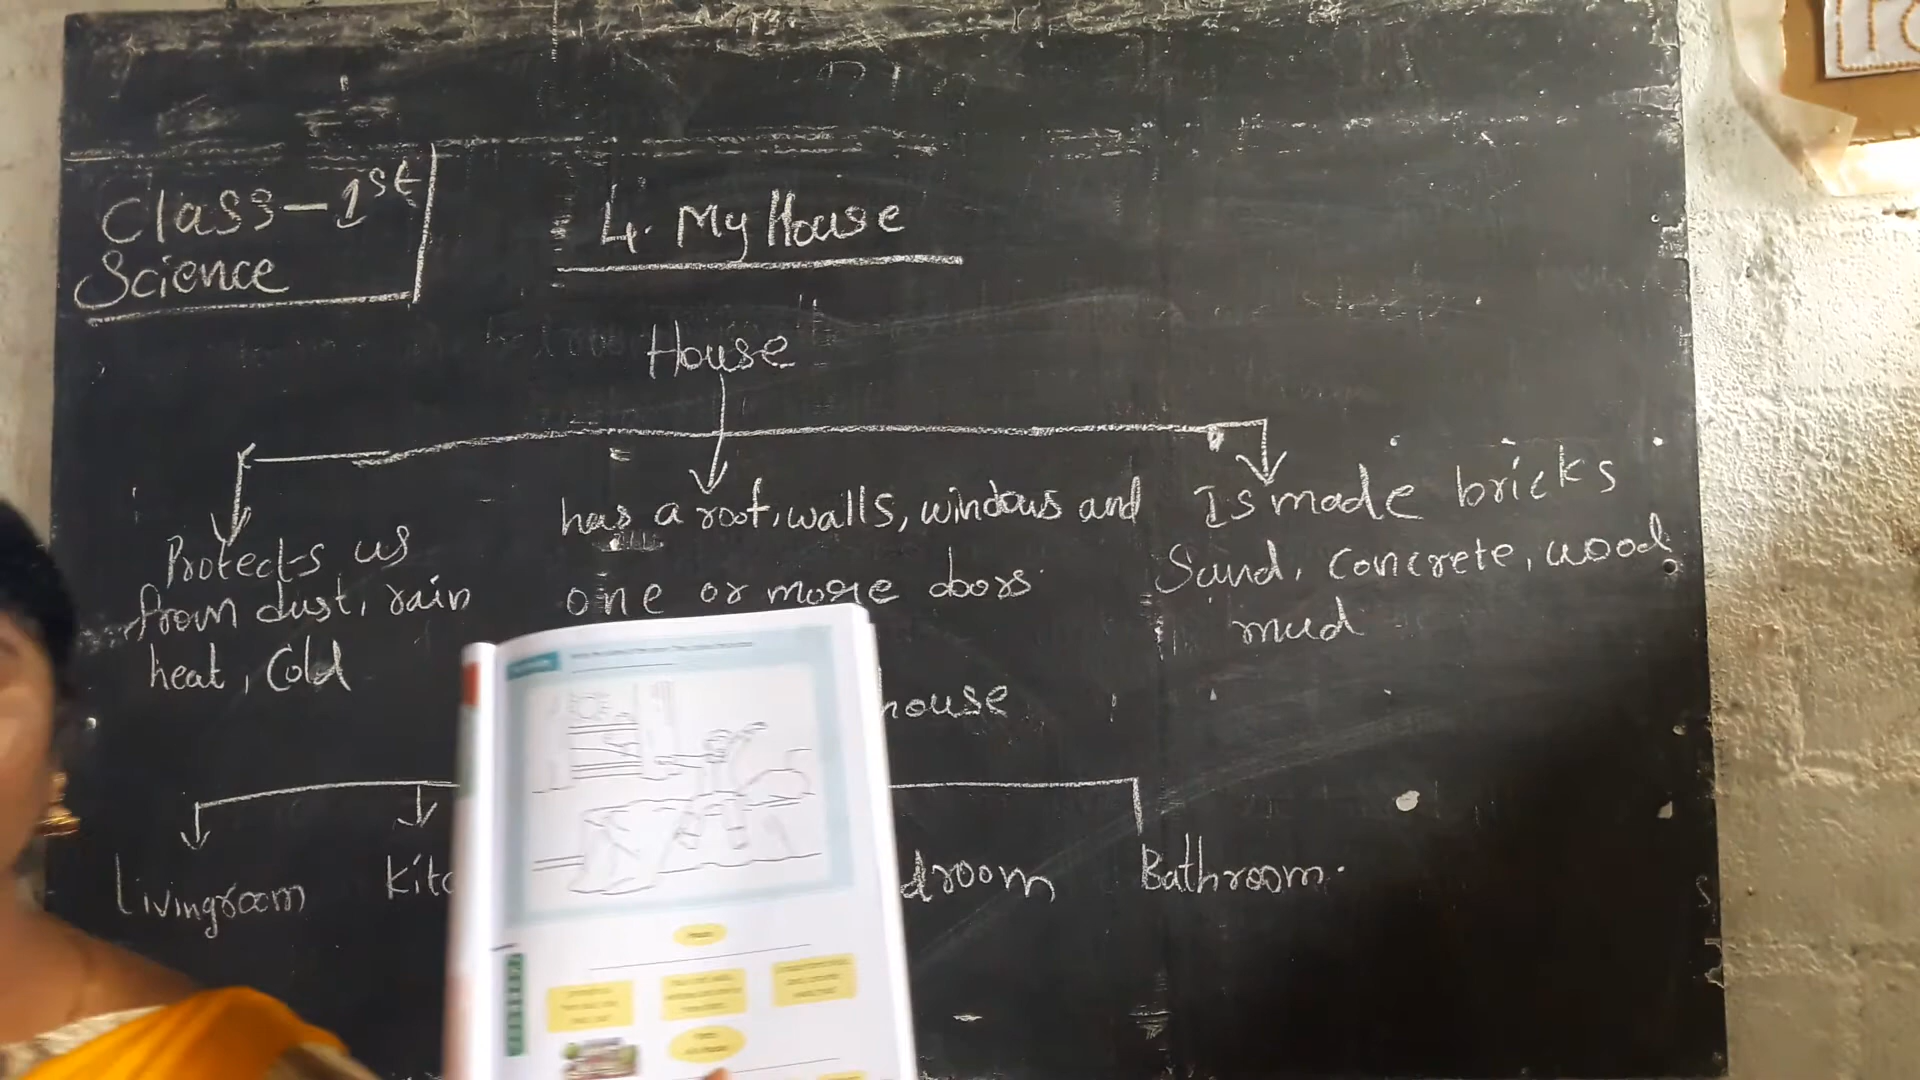 Class-1st
Science
4. My House
House
Protects us
from dust, rain
heat, Cold
has a roof, walls, windows and
one or more doors
Is made bricks
Sand, concrete, wood
mud
house
Livingroom
Kitc
droom
Bathroom.